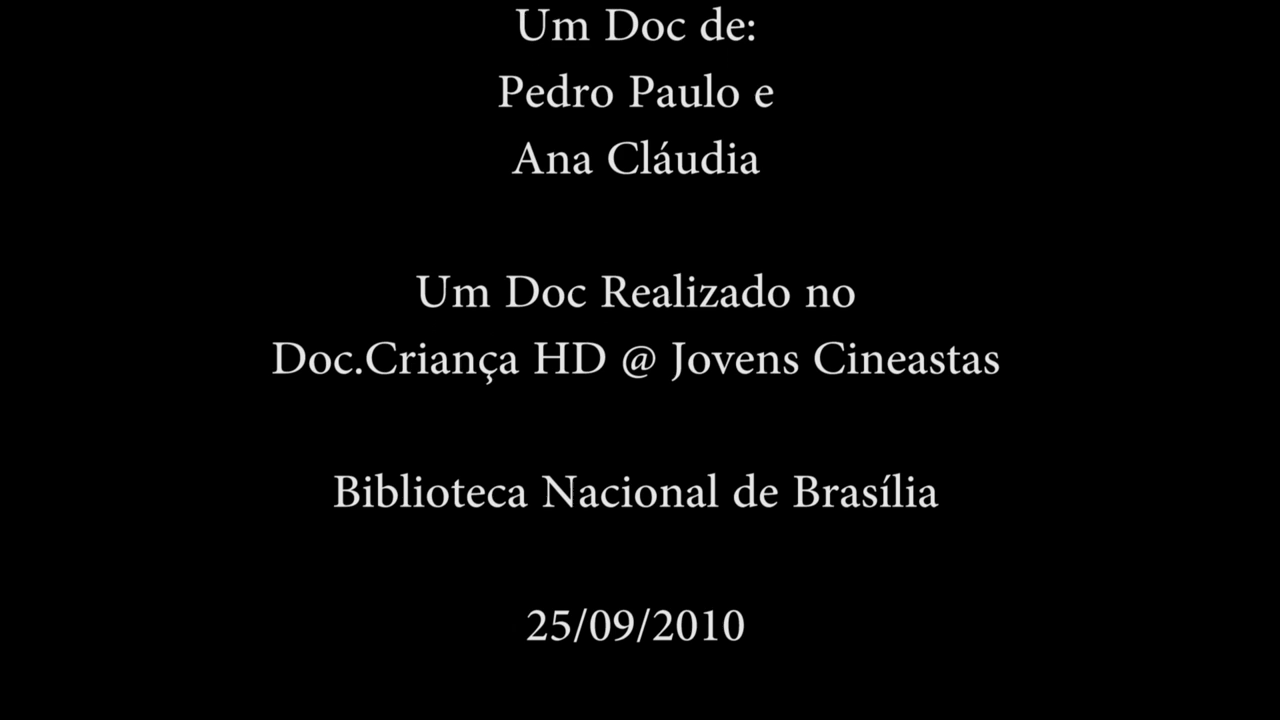 Um Doc de:
Pedro Paulo e
Ana Cláudia
Um Doc Realizado no
Doc.Criança HD @ Jovens Cineastas
Biblioteca Nacional de Brasília
25/09/2010